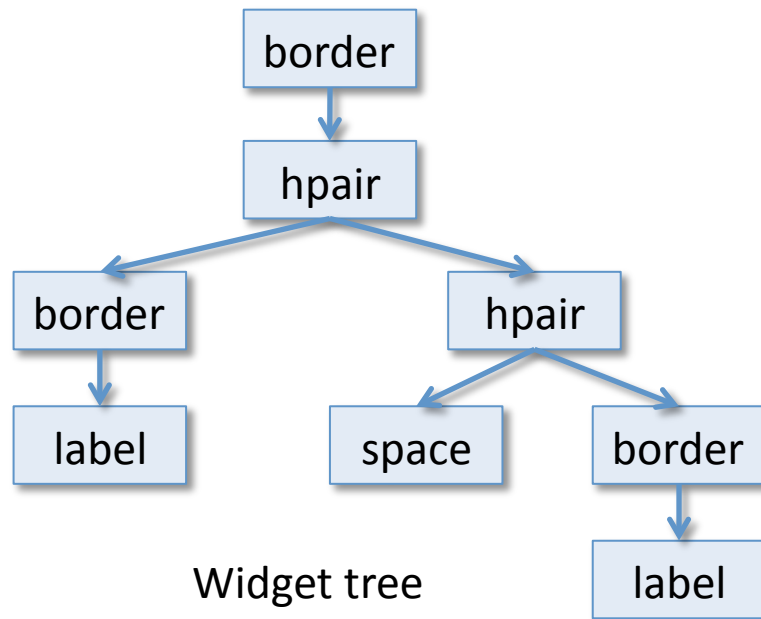 border
hpair
border
hpair
label
space
border
Widget tree
label